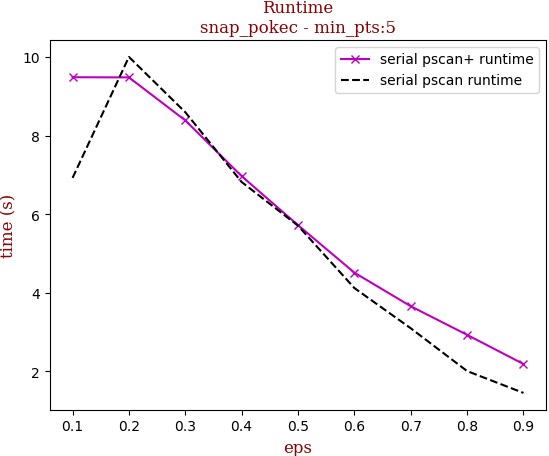 Runtime
snap_pokec - min_pts:5
serial pscan+ runtime
serial pscan runtime
time (s)
10
8
6
4
2
0.1 0.2 0.3 0.4 0.5 0.6 0.7 0.8 0.9
eps